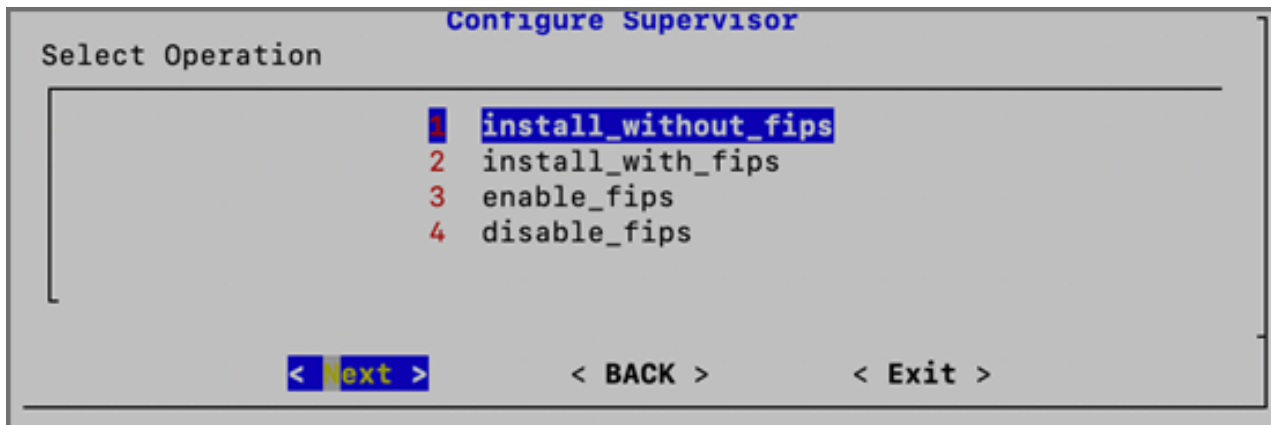 Configure Supervisor
Select Operation
1 install_without_fips
2 install_with_fips
3 enable_fips
4 disable_fips
< Next > < BACK > < Exit >